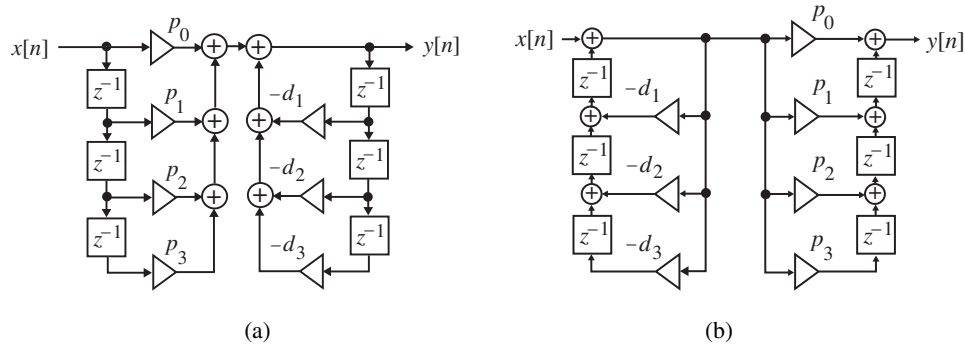 x[n] p0 y[n] x[n] p0 y[n]
z−1 z−1 z−1 z−1
p1 −d1 −d1 p1
z−1 z−1 z−1 z−1
p2 −d2 −d2 p2
z−1 z−1 z−1 z−1
p3 −d3 −d3 p3
(a) (b)